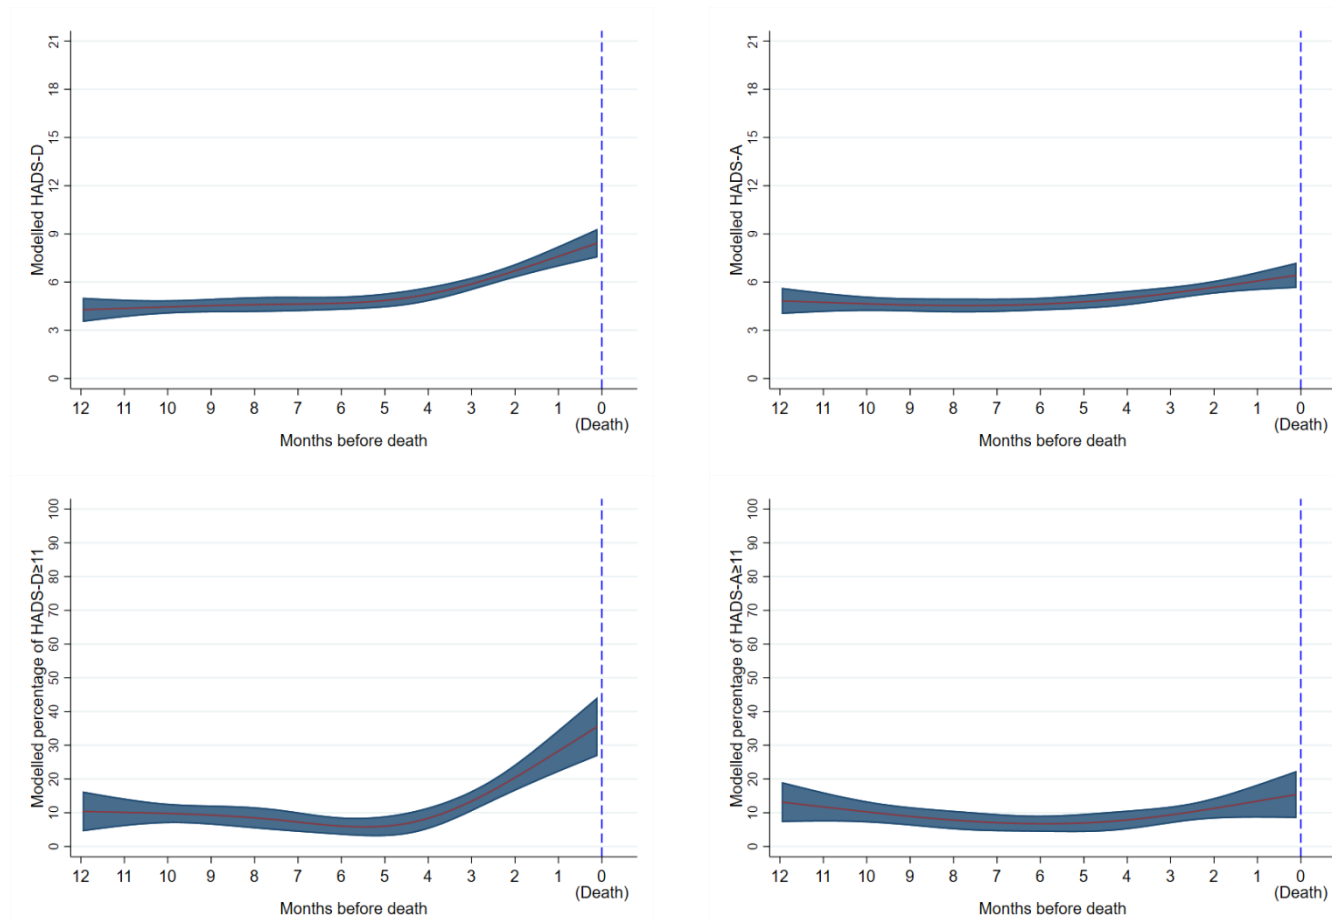 Modelled HADS-D
21
18
15
12
9
6
3
0
12 11 10 9 8 7 6 5 4 3 2 1 0
(Death)
Months before death
Modelled HADS-A
21
18
15
12
9
6
3
0
12 11 10 9 8 7 6 5 4 3 2 1 0
(Death)
Months before death
Modelled percentage of HADS-D≥11
100
90
80
70
60
50
40
30
20
10
0
12 11 10 9 8 7 6 5 4 3 2 1 0
(Death)
Months before death
Modelled percentage of HADS-A≥11
100
90
80
70
60
50
40
30
20
10
0
12 11 10 9 8 7 6 5 4 3 2 1 0
(Death)
Months before death